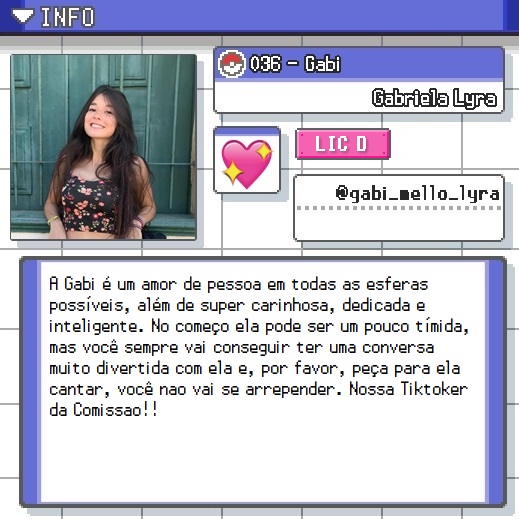 INFO
036 - Gabi
Gabriela Lyra
LIC D
@gabi_mello_lyra
A Gabi é um amor de pessoa em todas as esferas
possíveis, além de super carinhosa, dedicada e
inteligente. No começo ela pode ser um pouco tímida,
mas você sempre vai conseguir ter uma conversa
muito divertida com ela e, por favor, peça para ela
cantar, você nao vai se arrepender. Nossa Tiktoker
da Comissao!!